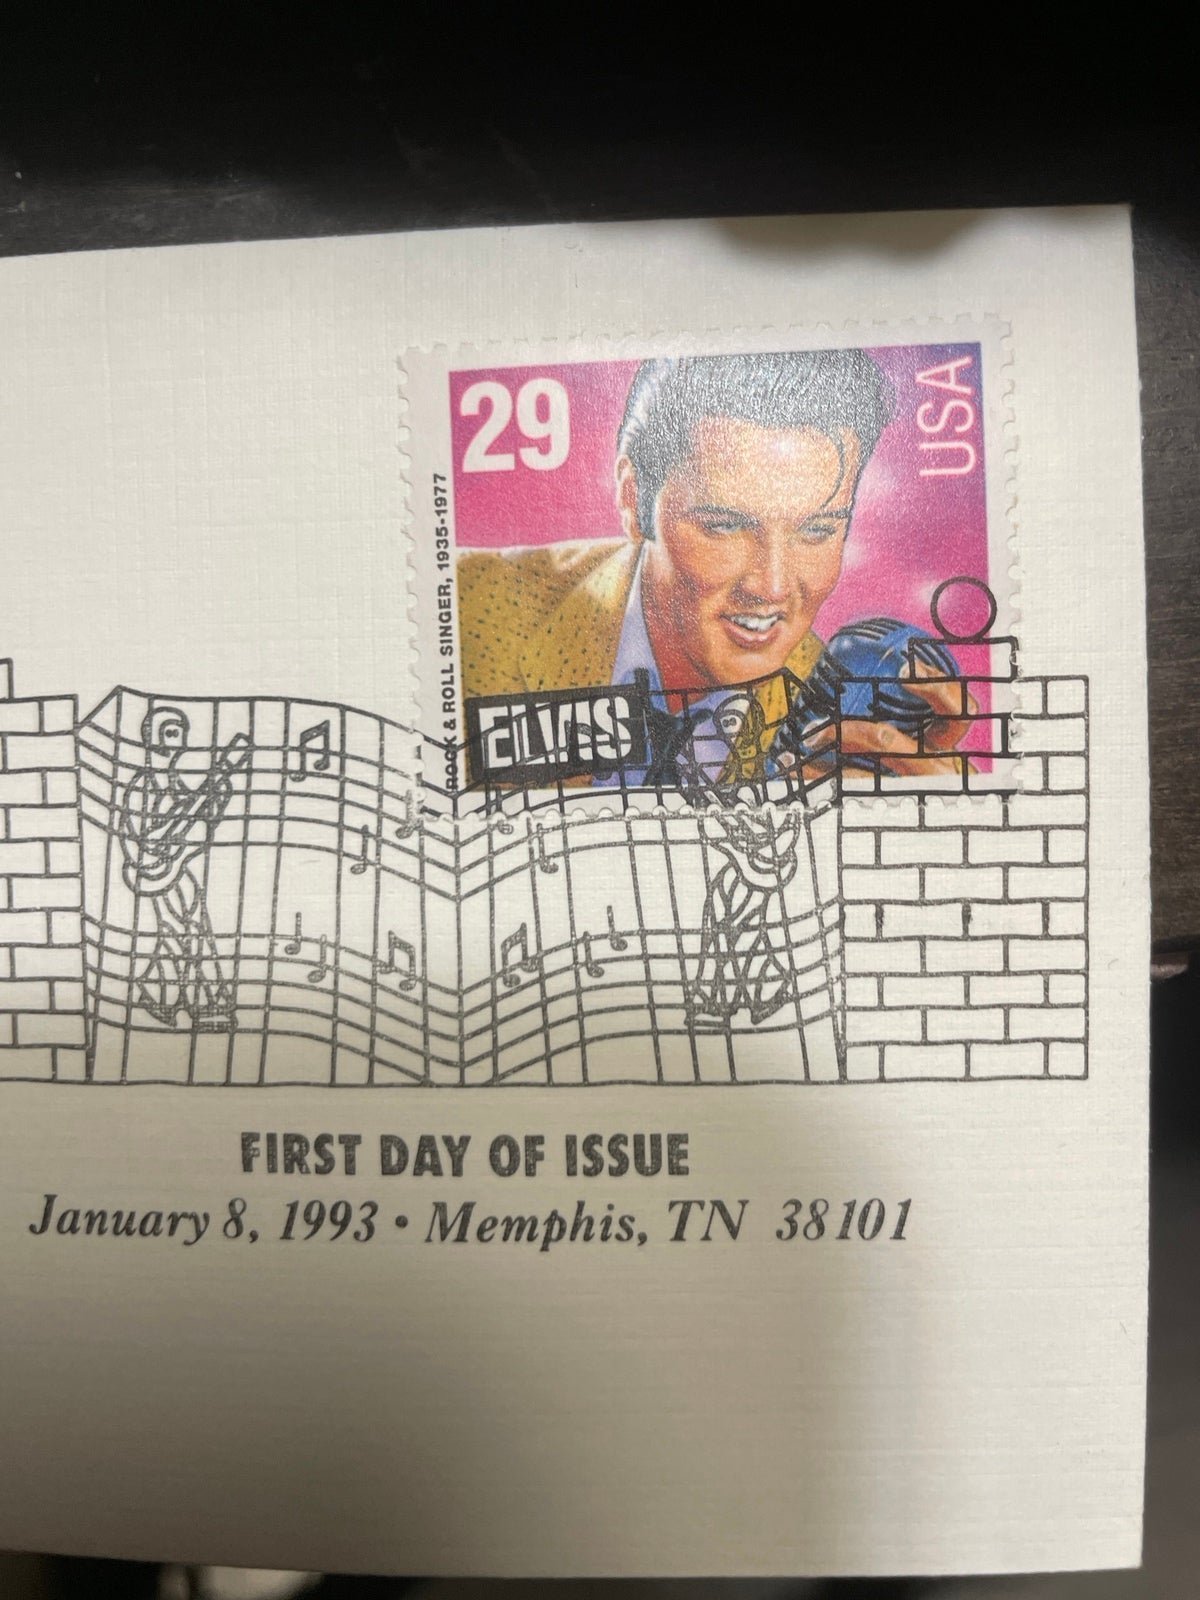 29
USA
ROCK & ROLL SINGER, 1935-1977
ELVIS
FIRST DAY OF ISSUE
January 8, 1993 • Memphis, TN 38101